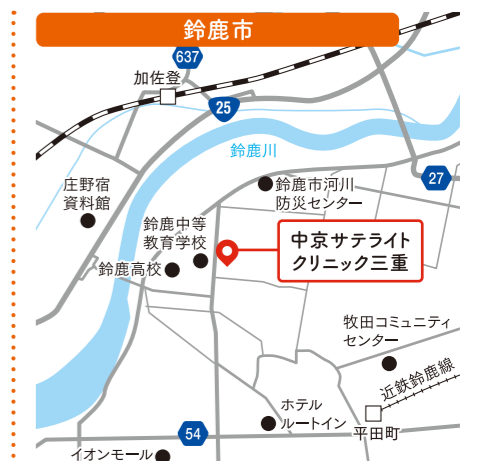 鈴鹿市
637
加佐登
25
鈴鹿川
27
庄野宿
資料館
鈴鹿市河川
防災センター
鈴鹿中等
教育学校
中京サテライト
クリニック三重
鈴鹿高校
牧田コミュニティ
センター
近鉄鈴鹿線
ホテル
ルートイン
平田町
54
イオンモール